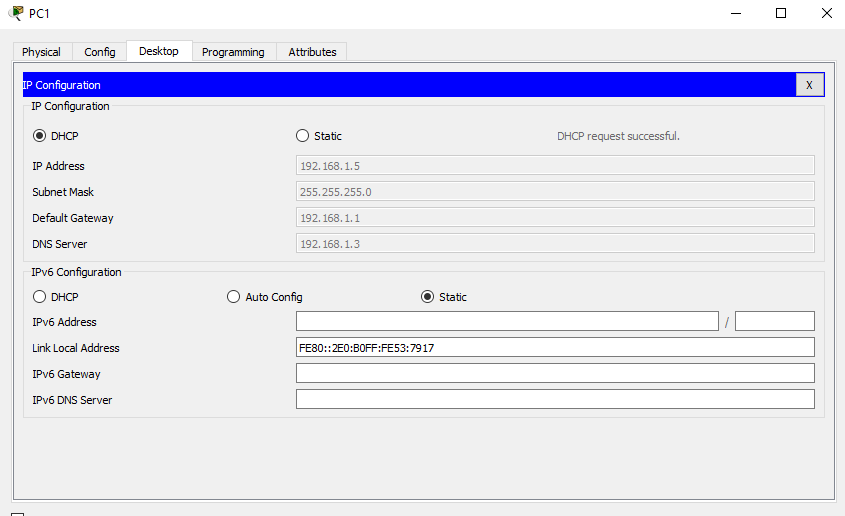 PC1
Physical Config Desktop Programming Attributes
IP Configuration X
IP Configuration
DHCP Static DHCP request successful.
IP Address 192.168.1.5
Subnet Mask 255.255.255.0
Default Gateway 192.168.1.1
DNS Server 192.168.1.3
IPv6 Configuration
DHCP Auto Config Static
IPv6 Address /
Link Local Address FE80::2E0:B0FF:FE53:7917
IPv6 Gateway
IPv6 DNS Server